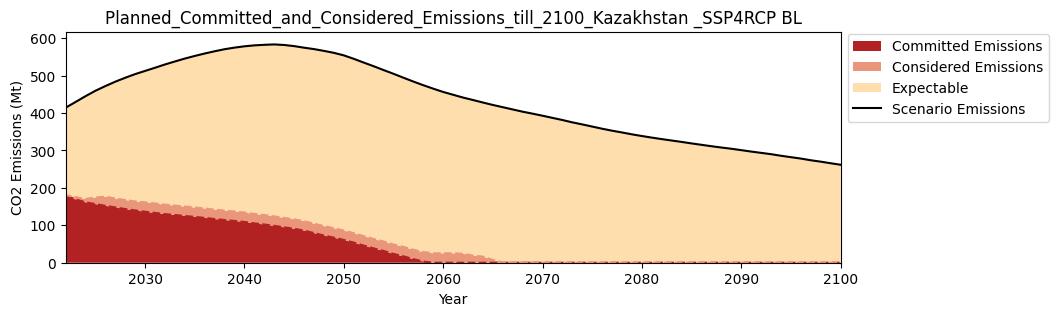 Planned_Committed_and_Considered_Emissions_till_2100_Kazakhstan _SSP4RCP BL
600
500
400
300
200
100
0
CO2 Emissions (Mt)
2030
2040
2050
2060
2070
2080
2090
2100
Year
Committed Emissions
Considered Emissions
Expectable
Scenario Emissions